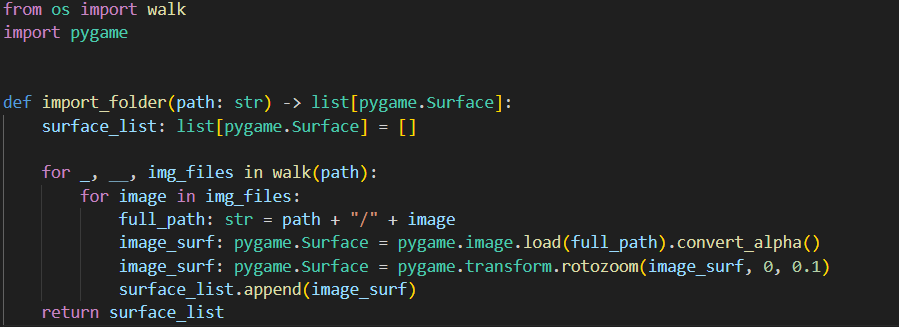 from os import walk
import pygame
def import_folder(path: str) -> list[pygame.Surface]:
    surface_list: list[pygame.Surface] = []
    for _, __, img_files in walk(path):
        for image in img_files:
            full_path: str = path + "/" + image
            image_surf: pygame.Surface = pygame.image.load(full_path).convert_alpha()
            image_surf: pygame.Surface = pygame.transform.rotozoom(image_surf, 0, 0.1)
            surface_list.append(image_surf)
    return surface_list